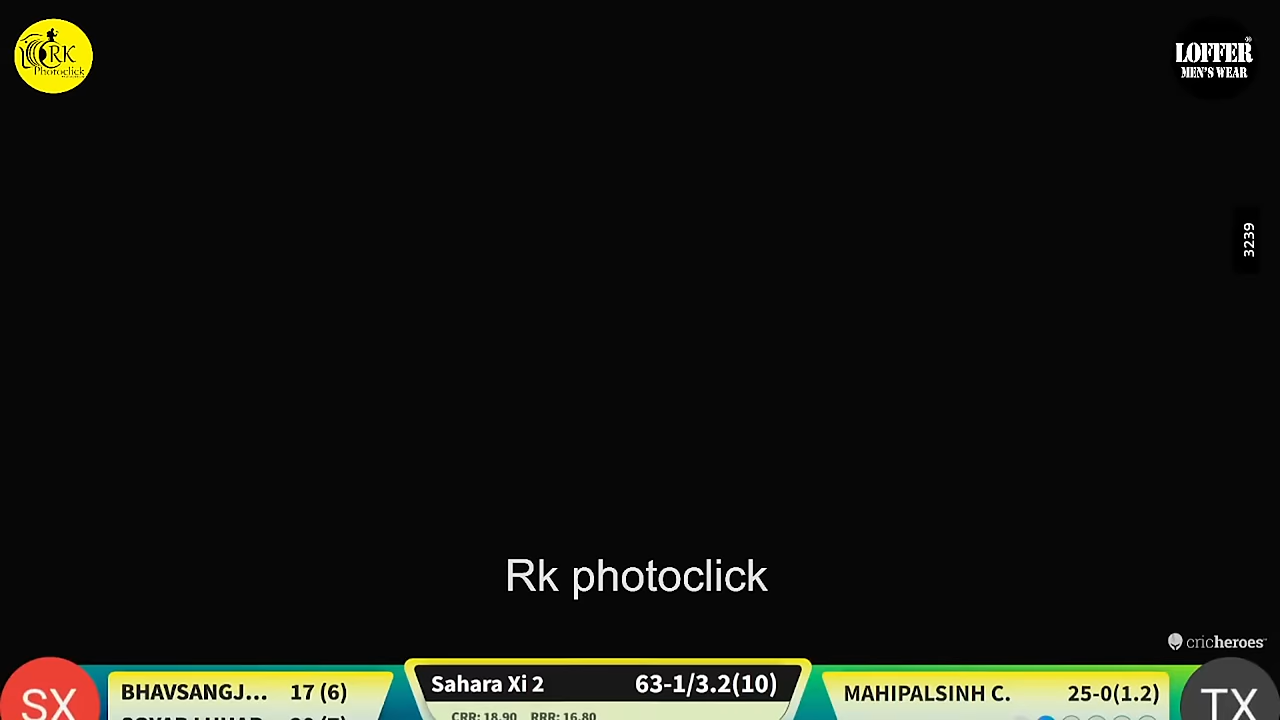 RK
Photoclick
LOFFER
MEN'S WEAR
3239
Rk photoclick
cricheroes
SX
BHAVSANGJ... 17 (6)
Sahara Xi 2 63-1/3.2(10)
CRR: 18.90 RRR: 16.80
MAHIPALSINH C. 25-0(1.2)
TX